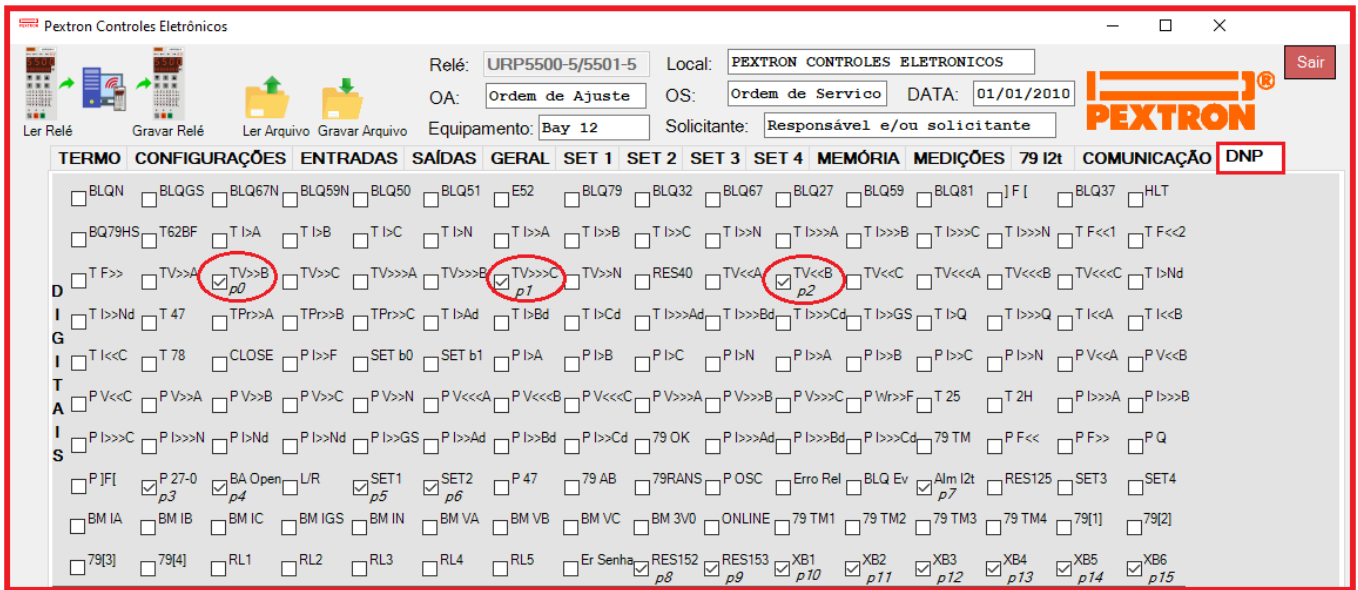 Pextron Controles Eletrônicos
Relé: URP5500-5/5501-5 Local: PEXTRON CONTROLES ELETRONICOS Sair
OA: Ordem de Ajuste OS: Ordem de Servico DATA: 01/01/2010
Ler Relé Gravar Relé Ler Arquivo Gravar Arquivo Equipamento: Bay 12 Solicitante: Responsável e/ou solicitante PEXTRON
TERMO CONFIGURAÇÕES ENTRADAS SAÍDAS GERAL SET 1 SET 2 SET 3 SET 4 MEMÓRIA MEDIÇÕES 79 I2t COMUNICAÇÃO DNP
DIGITAIS
BLQN BLQGS BLQ67N BLQ59N BLQ50 BLQ51 E52 BLQ79 BLQ32 BLQ67 BLQ27 BLQ59 BLQ81 ] F [ BLQ37 HLT
BQ79HS T62BF T I>A T I>B T I>C T I>N T I>>A T I>>B T I>>C T I>>N T I>>>A T I>>>B T I>>>C T I>>>N T F<<1 T F<<2
T F>> TV>>A TV>>B TV>>C TV>>>A TV>>>B TV>>>C TV>>N RES40 TV<<A TV<<B TV<<C TV<<<A TV<<<B TV<<<C T I>Nd
p0 p1 p2
T I>>Nd T 47 TPr>>A TPr>>B TPr>>C T I>Ad T I>Bd T I>Cd T I>>>Ad T I>>>Bd T I>>>Cd T I>>GS T I>Q T I>>>Q T I<<A T I<<B
T I<<C T 78 CLOSE P I>>F SET b0 SET b1 P I>A P I>B P I>C P I>N P I>>A P I>>B P I>>C P I>>N P V<<A P V<<B
P V<<C P V>>A P V>>B P V>>C P V>>N P V<<<A P V<<<B P V<<<C P V>>>A P V>>>B P V>>>C P Wr>>F T 25 T 2H P I>>>A P I>>>B
P I>>>C P I>>>N P I>Nd P I>>Nd P I>>GS P I>>Ad P I>>Bd P I>>Cd 79 OK P I>>>Ad P I>>>Bd P I>>>Cd 79 TM P F<< P F>> P Q
P ]F[ P 27-0 BA Open L/R SET1 SET2 P 47 79 AB 79RANS P OSC Erro Rel BLQ Ev Alm I2t RES125 SET3 SET4
p3 p4 p5 p6 p7
BM IA BM IB BM IC BM IGS BM IN BM VA BM VB BM VC BM 3V0 ONLINE 79 TM1 79 TM2 79 TM3 79 TM4 79[1] 79[2]
79[3] 79[4] RL1 RL2 RL3 RL4 RL5 Er Senha RES152 RES153 XB1 XB2 XB3 XB4 XB5 XB6
p8 p9 p10 p11 p12 p13 p14 p15